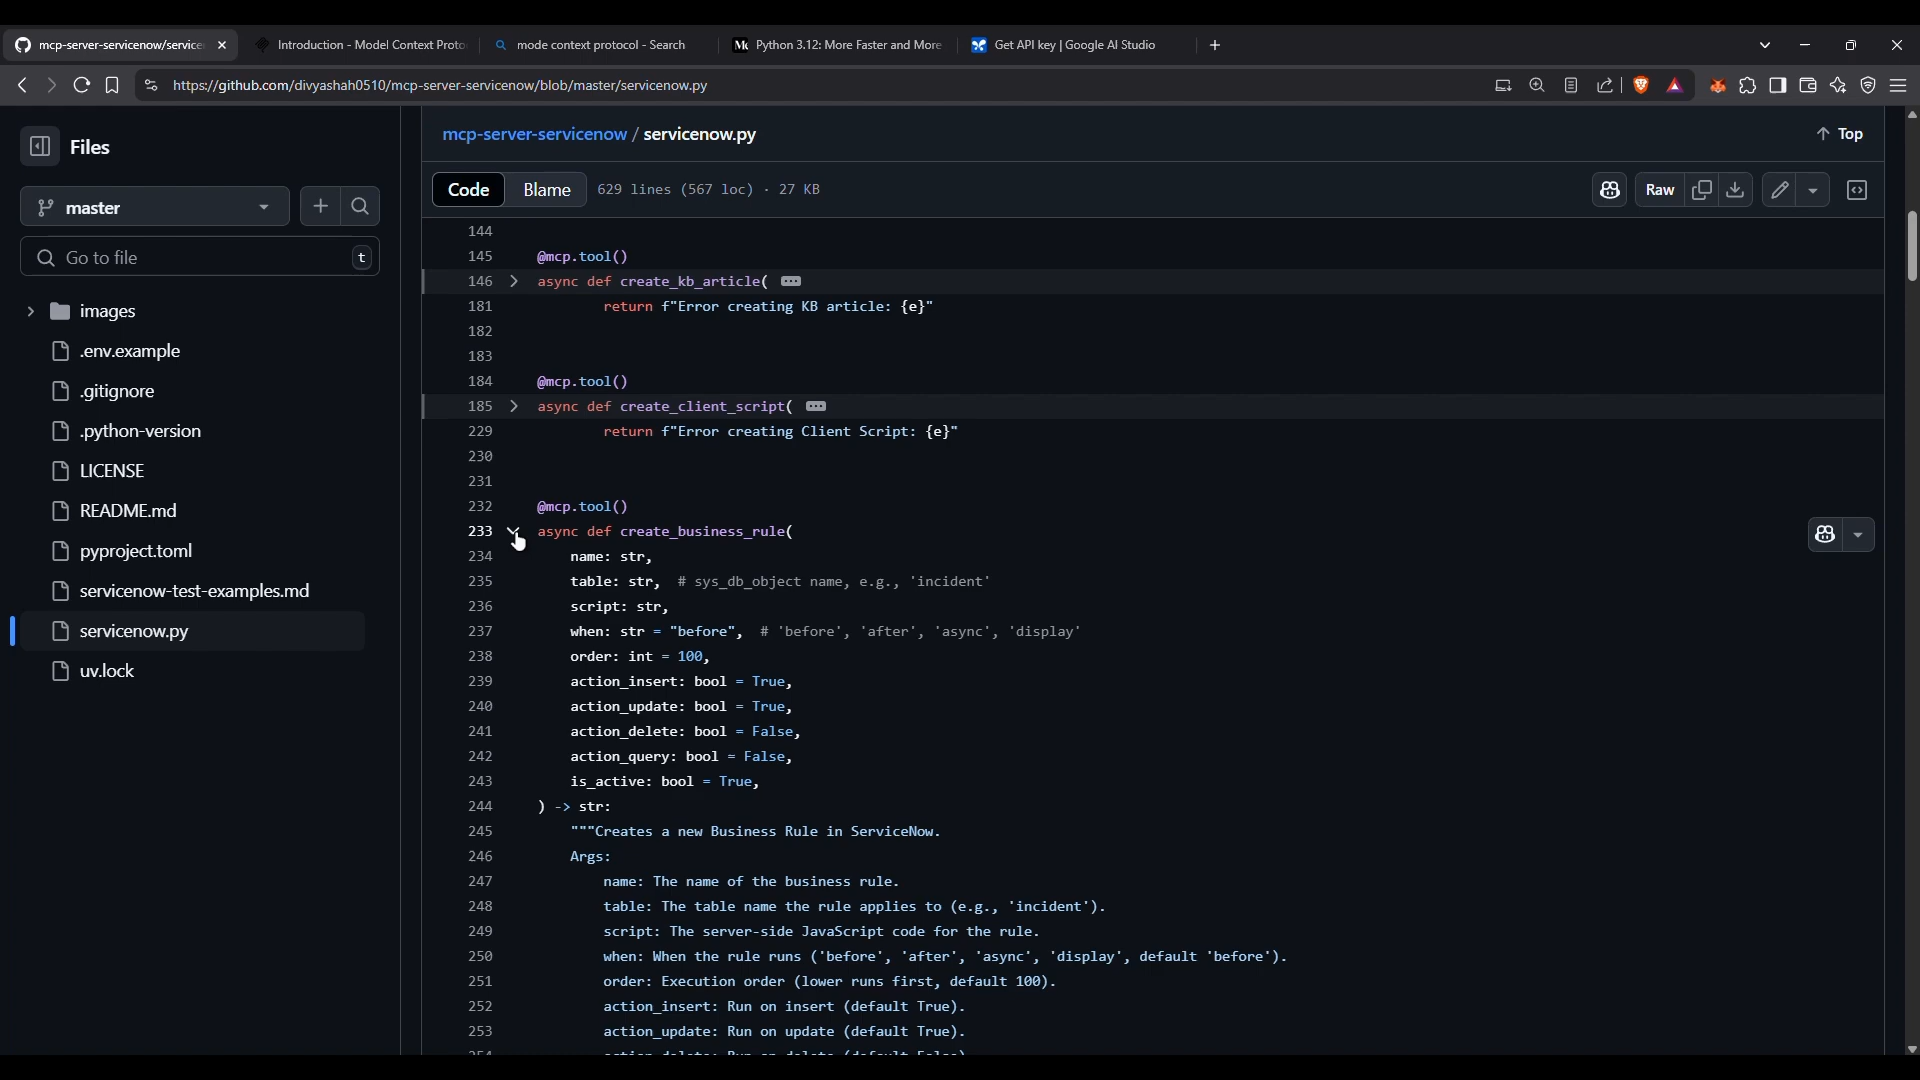 mcp-server-servicenow/service
Introduction - Model Context Proto
mode context protocol - Search
Python 3.12: More Faster and More
Get API key | Google AI Studio
https://github.com/divyashah0510/mcp-server-servicenow/blob/master/servicenow.py
Files
master
Go to file
t
images
.env.example
.gitignore
.python-version
LICENSE
README.md
pyproject.toml
servicenow-test-examples.md
servicenow.py
uv.lock
mcp-server-servicenow / servicenow.py
Top
Code
Blame
629 lines (567 loc) · 27 KB
Raw
144
145 @mcp.tool()
146 async def create_kb_article(
181 return f"Error creating KB article: {e}"
182
183
184 @mcp.tool()
185 async def create_client_script(
229 return f"Error creating Client Script: {e}"
230
231
232 @mcp.tool()
233 async def create_business_rule(
234 name: str,
235 table: str, # sys_db_object name, e.g., 'incident'
236 script: str,
237 when: str = "before", # 'before', 'after', 'async', 'display'
238 order: int = 100,
239 action_insert: bool = True,
240 action_update: bool = True,
241 action_delete: bool = False,
242 action_query: bool = False,
243 is_active: bool = True,
244 ) -> str:
245 """Creates a new Business Rule in ServiceNow.
246 Args:
247 name: The name of the business rule.
248 table: The table name the rule applies to (e.g., 'incident').
249 script: The server-side JavaScript code for the rule.
250 when: When the rule runs ('before', 'after', 'async', 'display', default 'before').
251 order: Execution order (lower runs first, default 100).
252 action_insert: Run on insert (default True).
253 action_update: Run on update (default True).